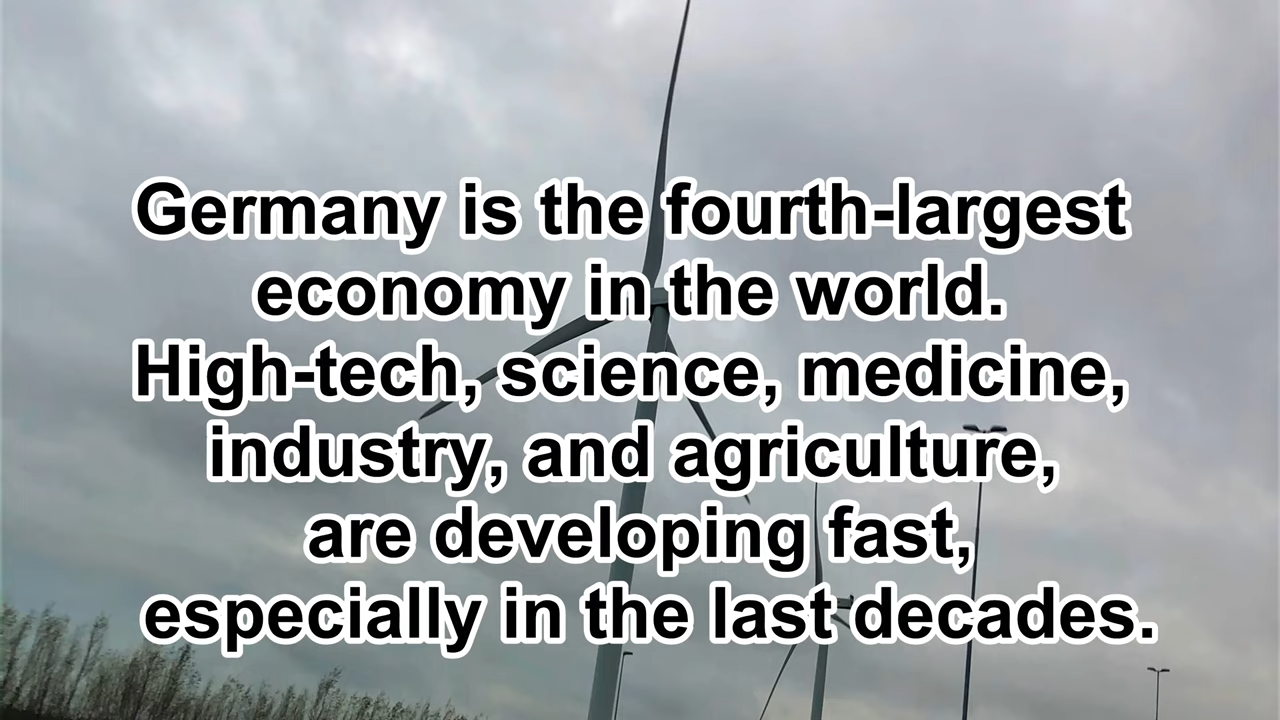 Germany is the fourth-largest
economy in the world.
High-tech, science, medicine,
industry, and agriculture,
are developing fast,
especially in the last decades.